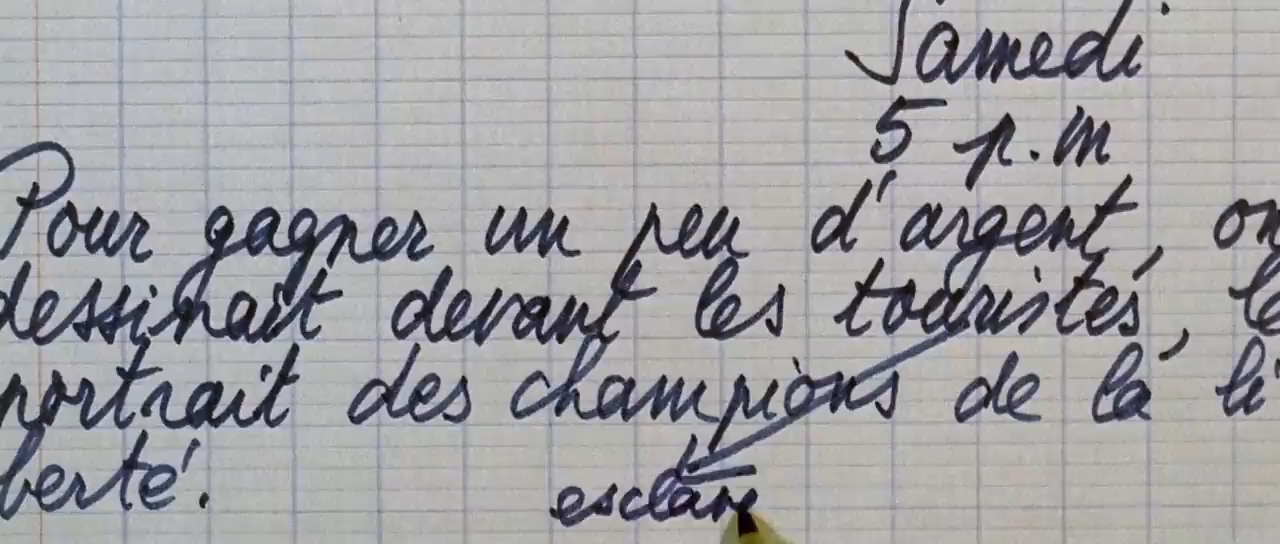 Samedi
5 p.m
Pour gagner un peu d'argent, on
dessinait devant les touristes, le
portrait des champions de la li
berté.
esclave